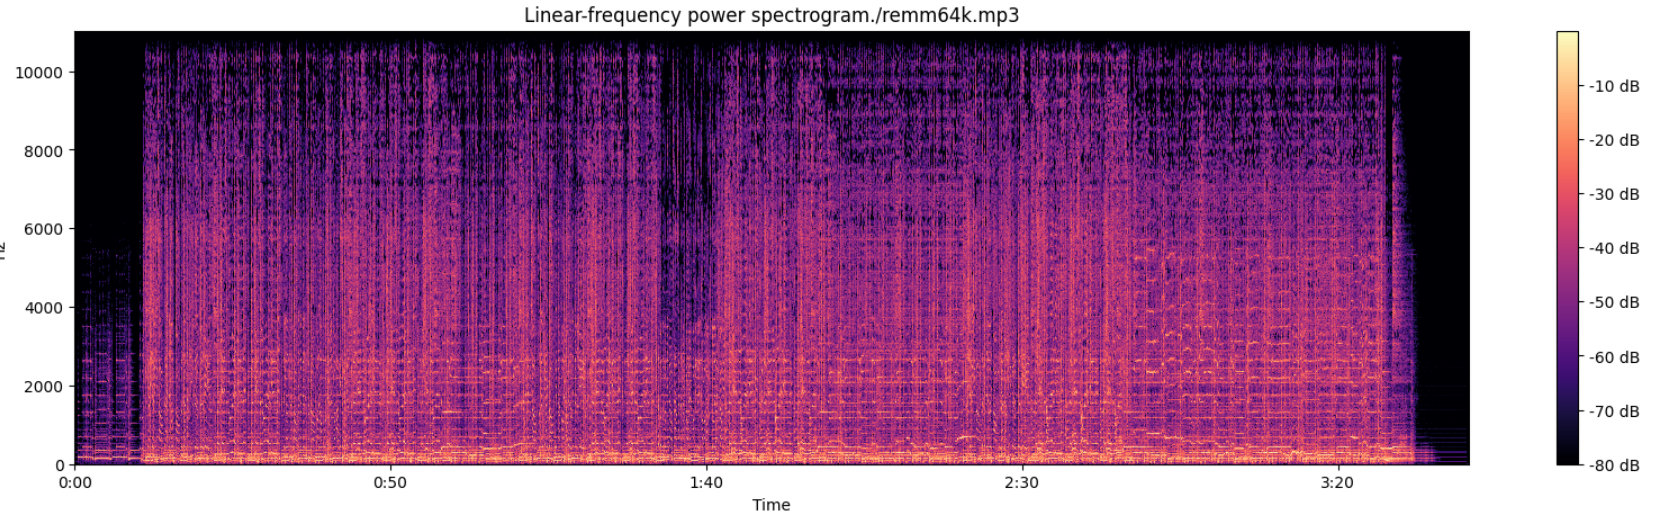 Linear-frequency power spectrogram./remm64k.mp3
10000
8000
6000
4000
2000
0
Hz
0:00 0:50 1:40 2:30 3:20
Time
-10 dB
-20 dB
-30 dB
-40 dB
-50 dB
-60 dB
-70 dB
-80 dB